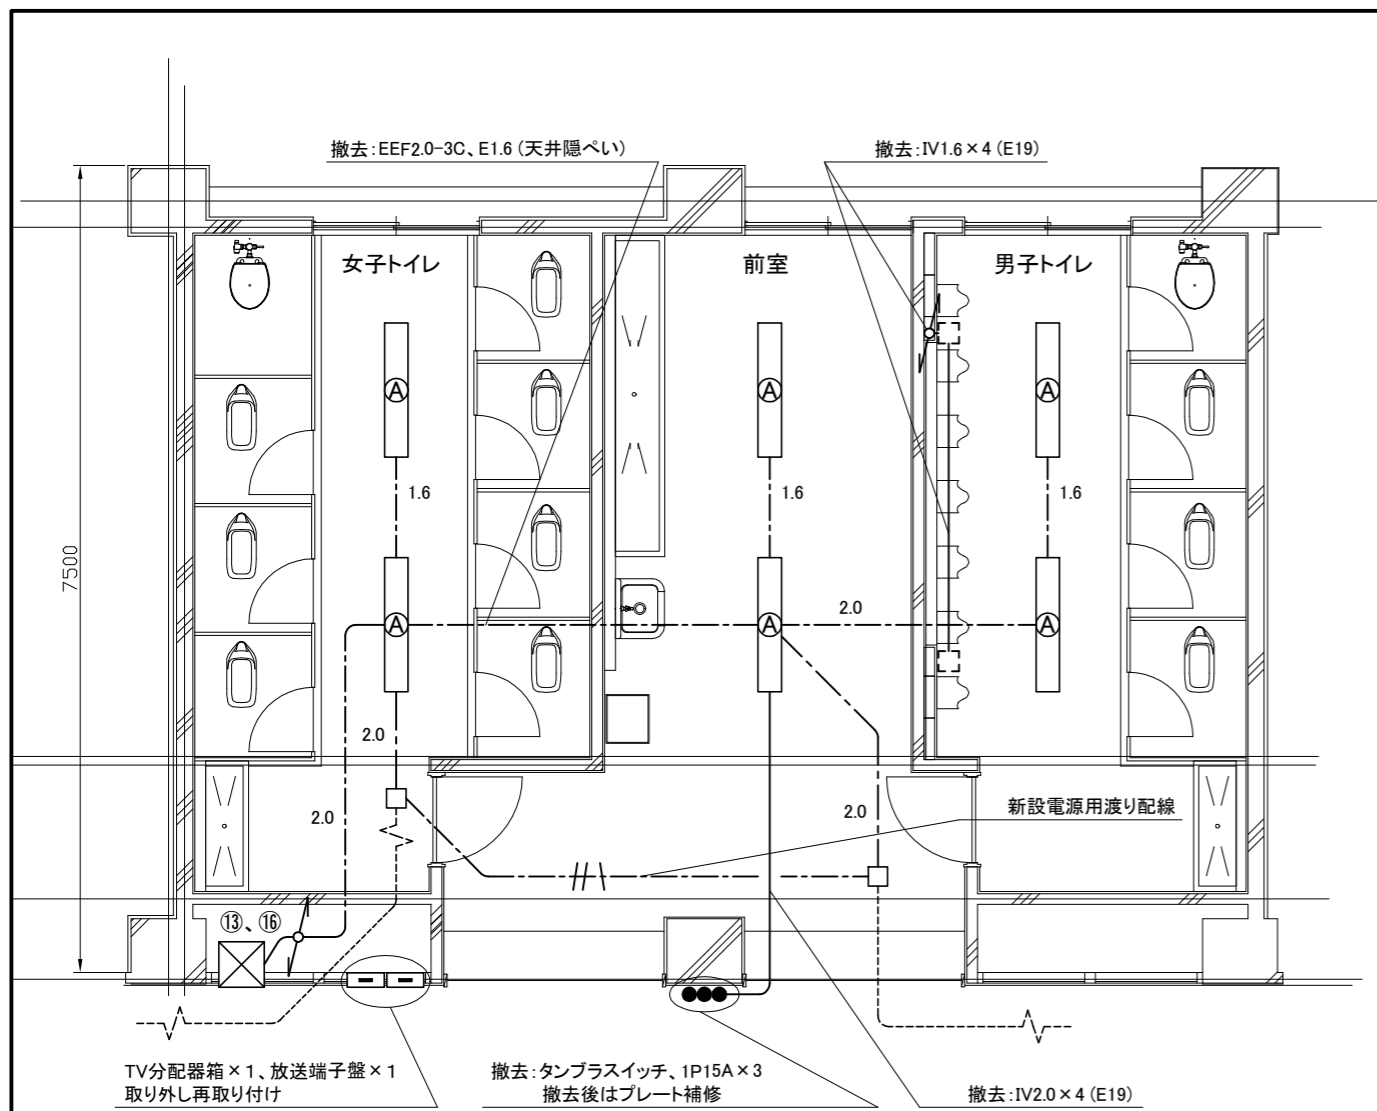 撤去：EEF2.0-3C、E1.6（天井隠ぺい）
撤去：IV1.6×4（E19）
女子トイレ
前室
男子トイレ
A
A
A
1.6
1.6
1.6
7500
2.0
A
A
A
2.0
2.0
2.0
新設電源用渡り配線
⑬、⑯
TV分配器箱×1、放送端子盤×1
取り外し再取り付け
撤去：タンブラスイッチ、1P15A×3
撤去後はプレート補修
撤去：IV2.0×4（E19）